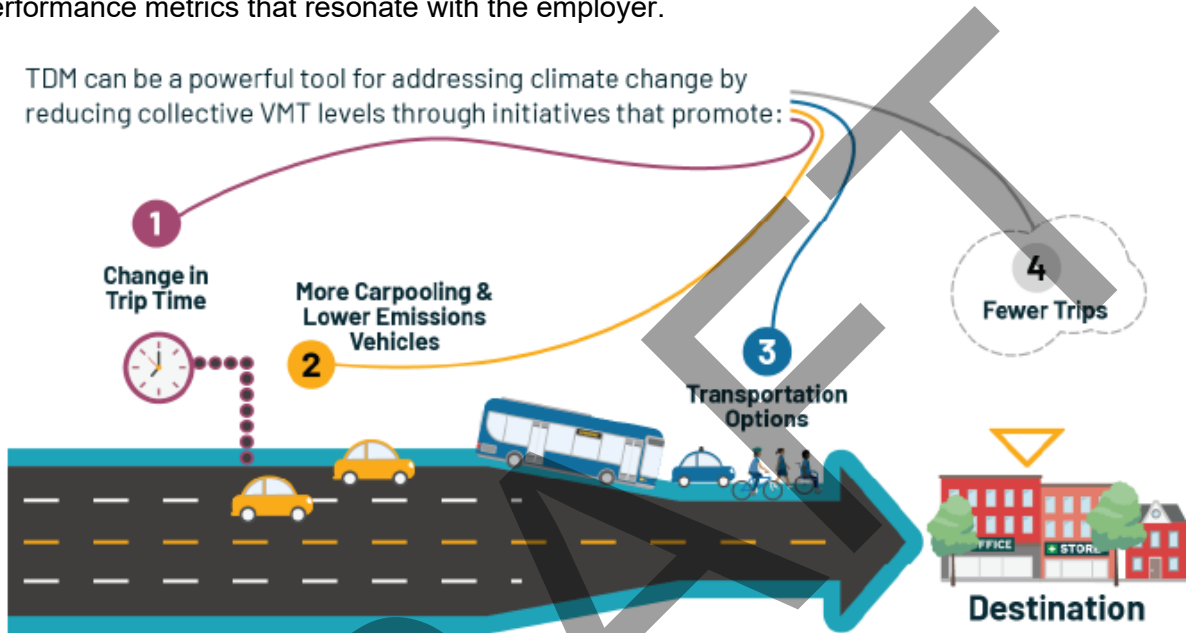 performance metrics that resonate with the employer.
TDM can be a powerful tool for addressing climate change by
reducing collective VMT levels through initiatives that promote:
1
Change in
Trip Time
2
More Carpooling &
Lower Emissions
Vehicles
3
Transportation
Options
4
Fewer Trips
OFFICE
+ STORE
Destination